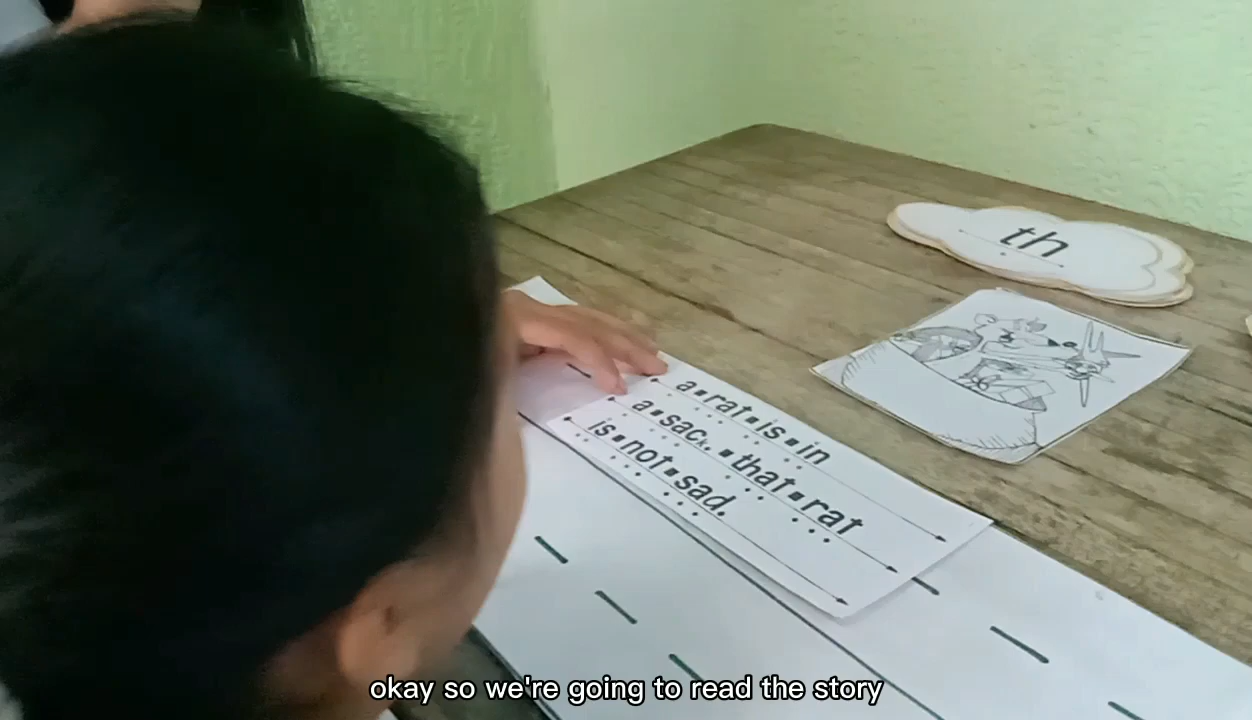 th
a rat is in
a sack. that rat
is not sad.
okay so we're going to read the story